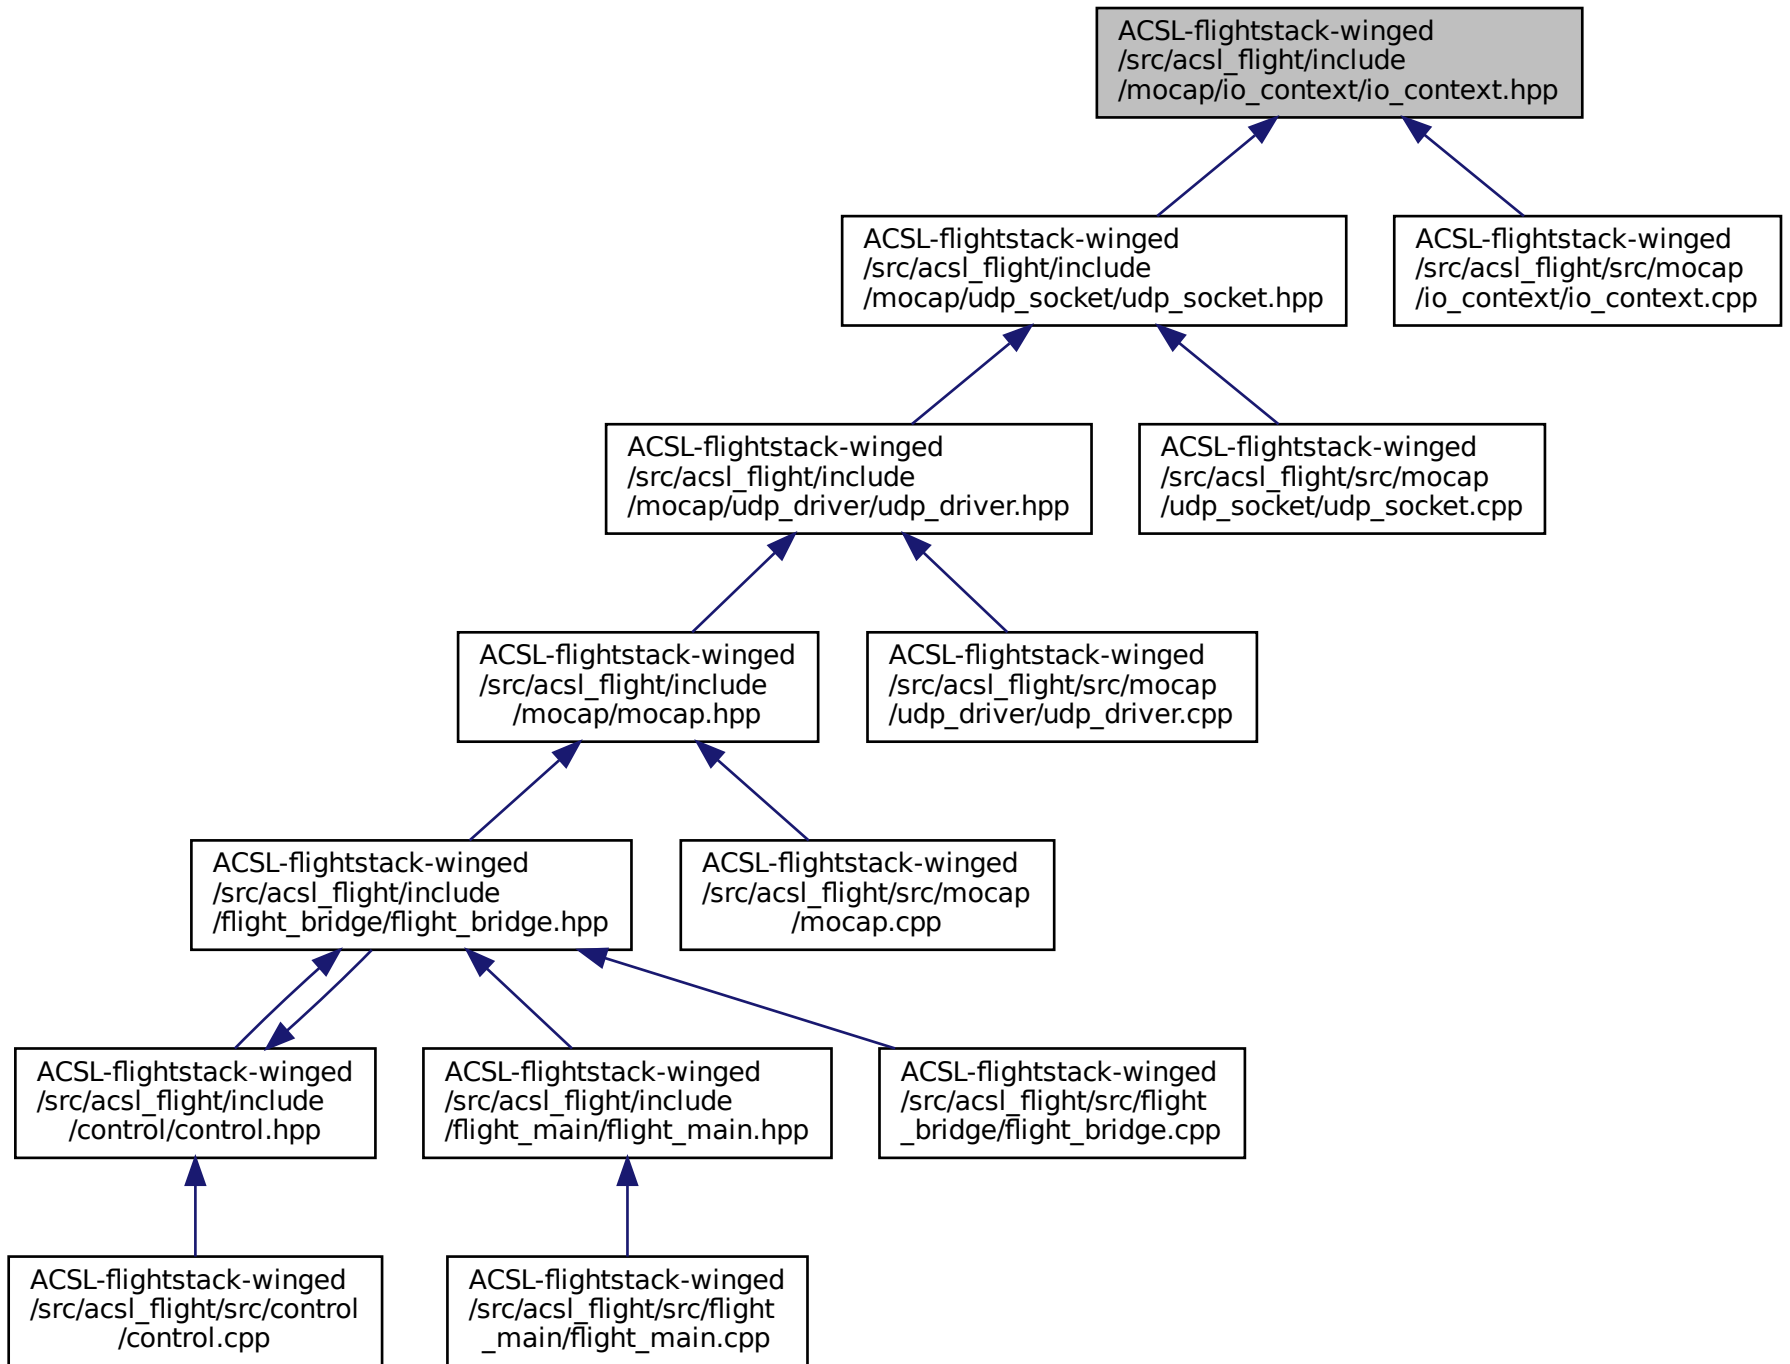 ACSL-flightstack-winged
/src/acsl_flight/include
/mocap/io_context/io_context.hpp
ACSL-flightstack-winged
/src/acsl_flight/include
/mocap/udp_socket/udp_socket.hpp
ACSL-flightstack-winged
/src/acsl_flight/src/mocap
/io_context/io_context.cpp
ACSL-flightstack-winged
/src/acsl_flight/include
/mocap/udp_driver/udp_driver.hpp
ACSL-flightstack-winged
/src/acsl_flight/src/mocap
/udp_socket/udp_socket.cpp
ACSL-flightstack-winged
/src/acsl_flight/include
/mocap/mocap.hpp
ACSL-flightstack-winged
/src/acsl_flight/src/mocap
/udp_driver/udp_driver.cpp
ACSL-flightstack-winged
/src/acsl_flight/include
/flight_bridge/flight_bridge.hpp
ACSL-flightstack-winged
/src/acsl_flight/src/mocap
/mocap.cpp
ACSL-flightstack-winged
/src/acsl_flight/include
/control/control.hpp
ACSL-flightstack-winged
/src/acsl_flight/include
/flight_main/flight_main.hpp
ACSL-flightstack-winged
/src/acsl_flight/src/flight
_bridge/flight_bridge.cpp
ACSL-flightstack-winged
/src/acsl_flight/src/control
/control.cpp
ACSL-flightstack-winged
/src/acsl_flight/src/flight
_main/flight_main.cpp